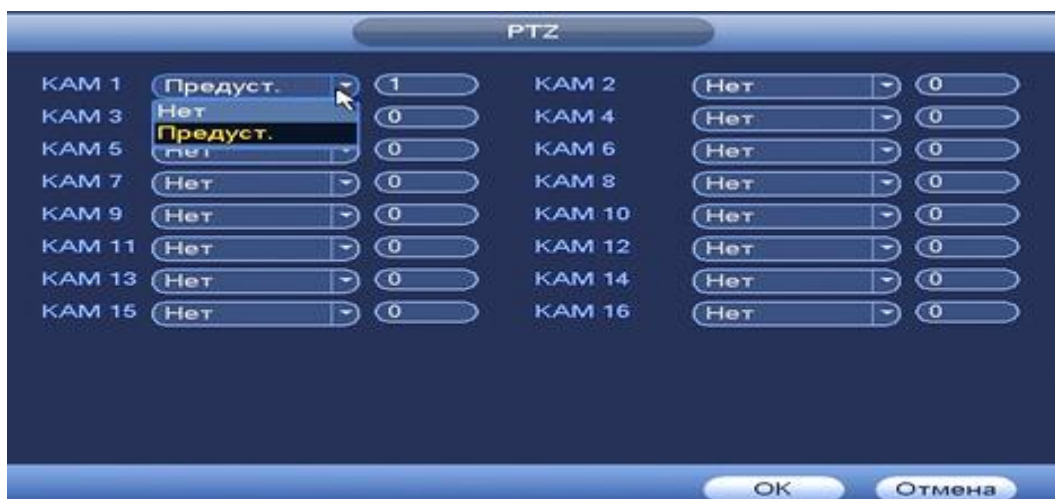 PTZ
КАМ 1 Предуст. 1 КАМ 2 Нет 0
КАМ 3 Нет 0 КАМ 4 Нет 0
Предуст.
КАМ 5 Нет 0 КАМ 6 Нет 0
КАМ 7 Нет 0 КАМ 8 Нет 0
КАМ 9 Нет 0 КАМ 10 Нет 0
КАМ 11 Нет 0 КАМ 12 Нет 0
КАМ 13 Нет 0 КАМ 14 Нет 0
КАМ 15 Нет 0 КАМ 16 Нет 0
ОК Отмена